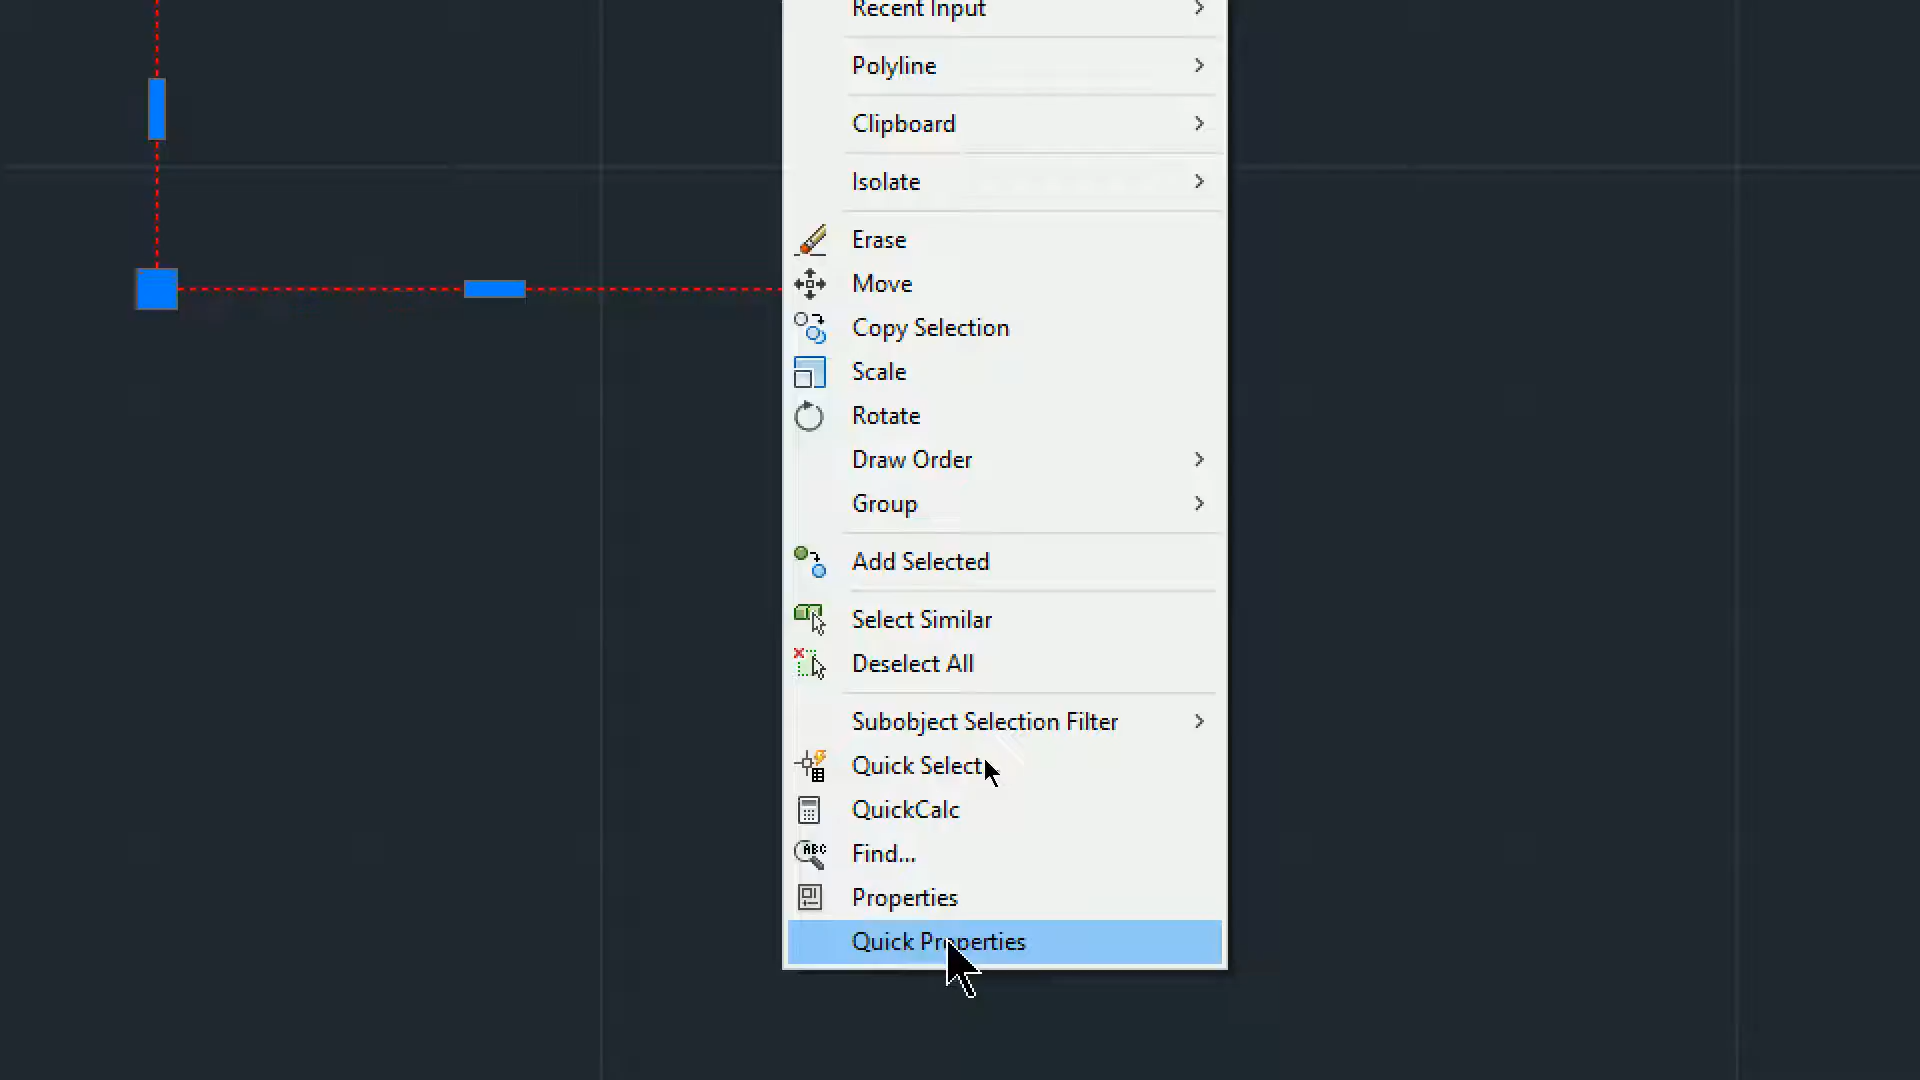 Recent Input
Polyline
Clipboard
Isolate
Erase
Move
Copy Selection
Scale
Rotate
Draw Order
Group
Add Selected
Select Similar
Deselect All
Subobject Selection Filter
Quick Select
QuickCalc
ABC
Find...
Properties
Quick Properties